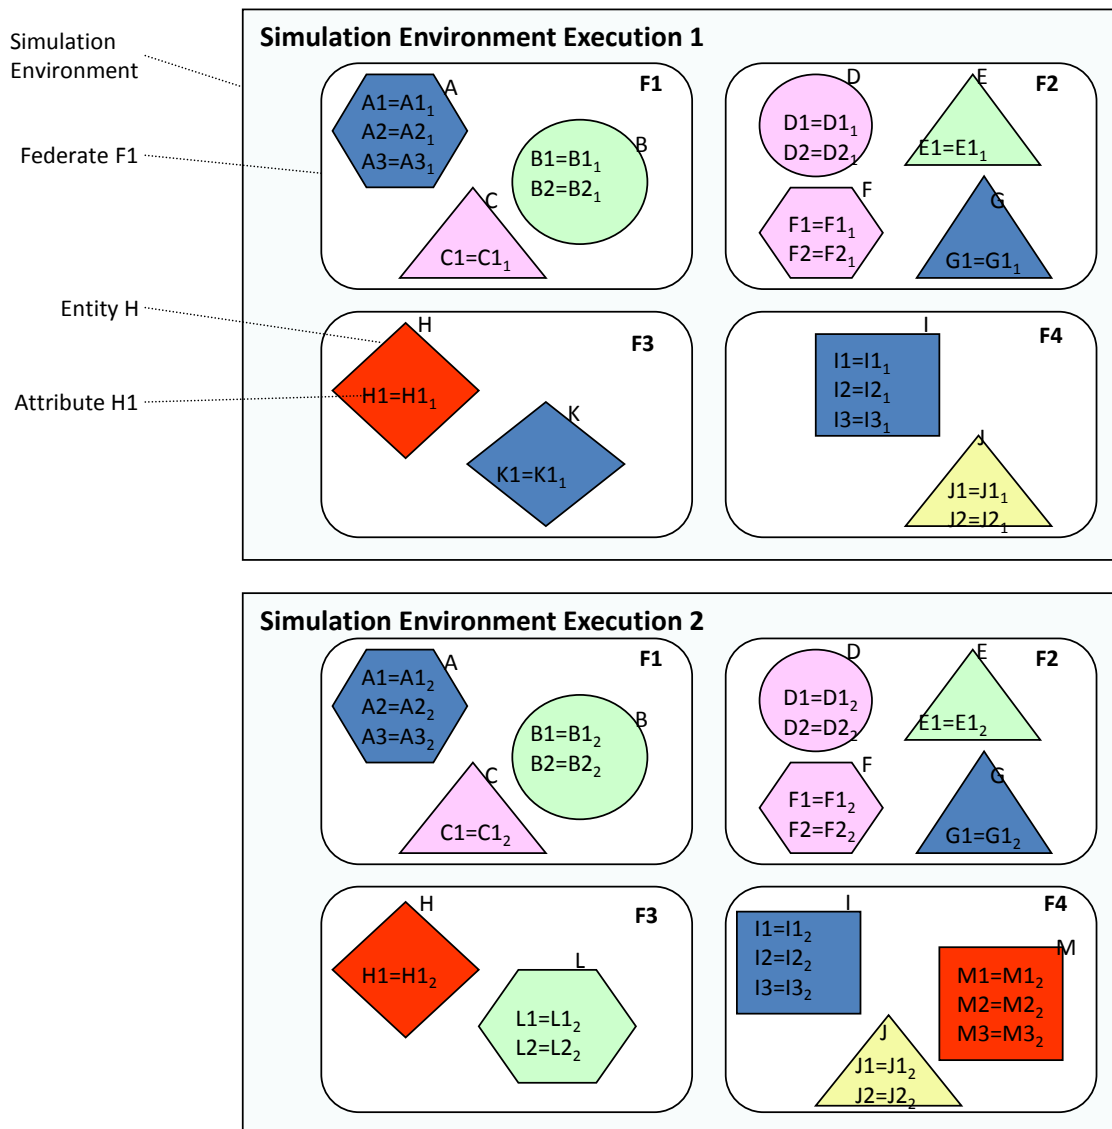 Simulation Environment Execution 1
Simulation
Environment
Federate F1
Entity H
Attribute H1
F1
A
A1=A1₁
A2=A2₁
A3=A3₁
B
B1=B1₁
B2=B2₁
C
C1=C1₁
F2
D
D1=D1₁
D2=D2₁
E
E1=E1₁
F
F1=F1₁
F2=F2₁
G
G1=G1₁
F3
H
H1=H1₁
K
K1=K1₁
F4
I
I1=I1₁
I2=I2₁
I3=I3₁
J
J1=J1₁
J2=J2₁
Simulation Environment Execution 2
F1
A
A1=A1₂
A2=A2₂
A3=A3₂
B
B1=B1₂
B2=B2₂
C
C1=C1₂
F2
D
D1=D1₂
D2=D2₂
E
E1=E1₂
F
F1=F1₂
F2=F2₂
G
G1=G1₂
F3
H
H1=H1₂
L
L1=L1₂
L2=L2₂
F4
I
I1=I1₂
I2=I2₂
I3=I3₂
M
M1=M1₂
M2=M2₂
M3=M3₂
J
J1=J1₂
J2=J2₂